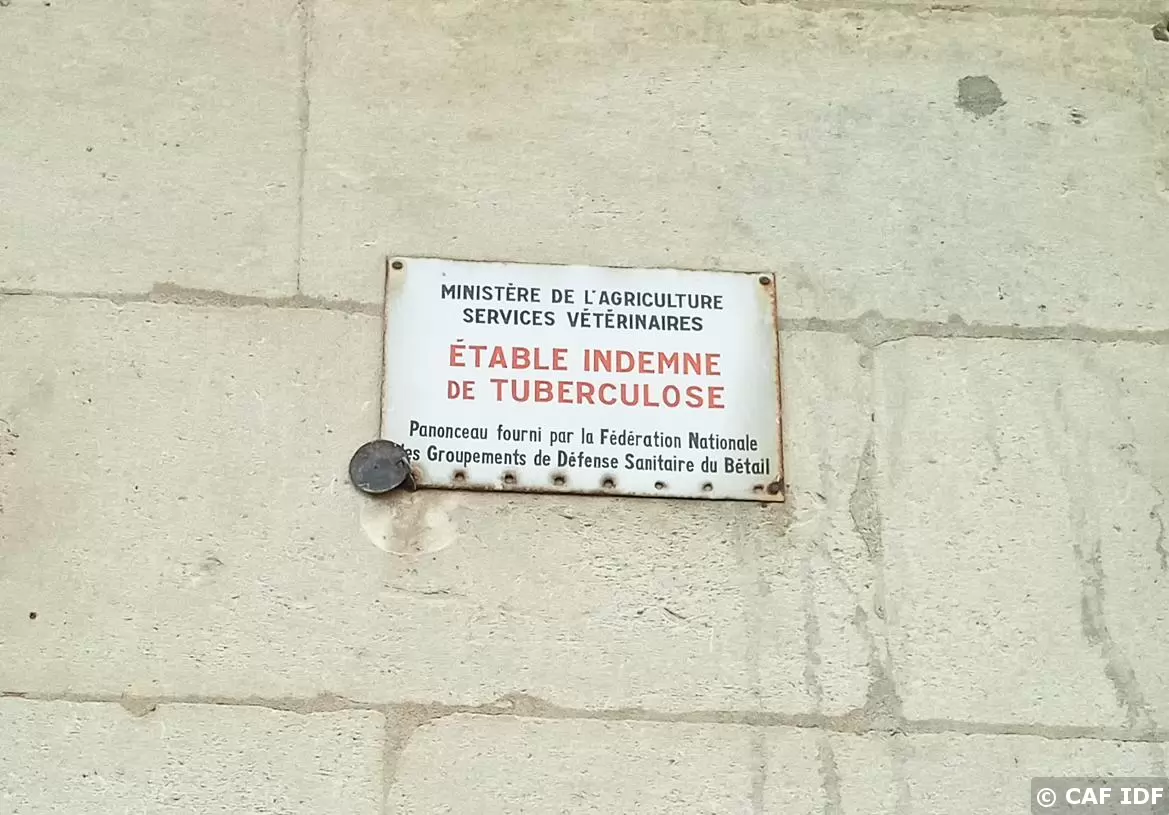 MINISTÈRE DE L'AGRICULTURE
SERVICES VÉTÉRINAIRES
ÉTABLE INDEMNE
DE TUBERCULOSE
Panonceau fourni par la Fédération Nationale
des Groupements de Défense Sanitaire du Bétail
© CAF IDF